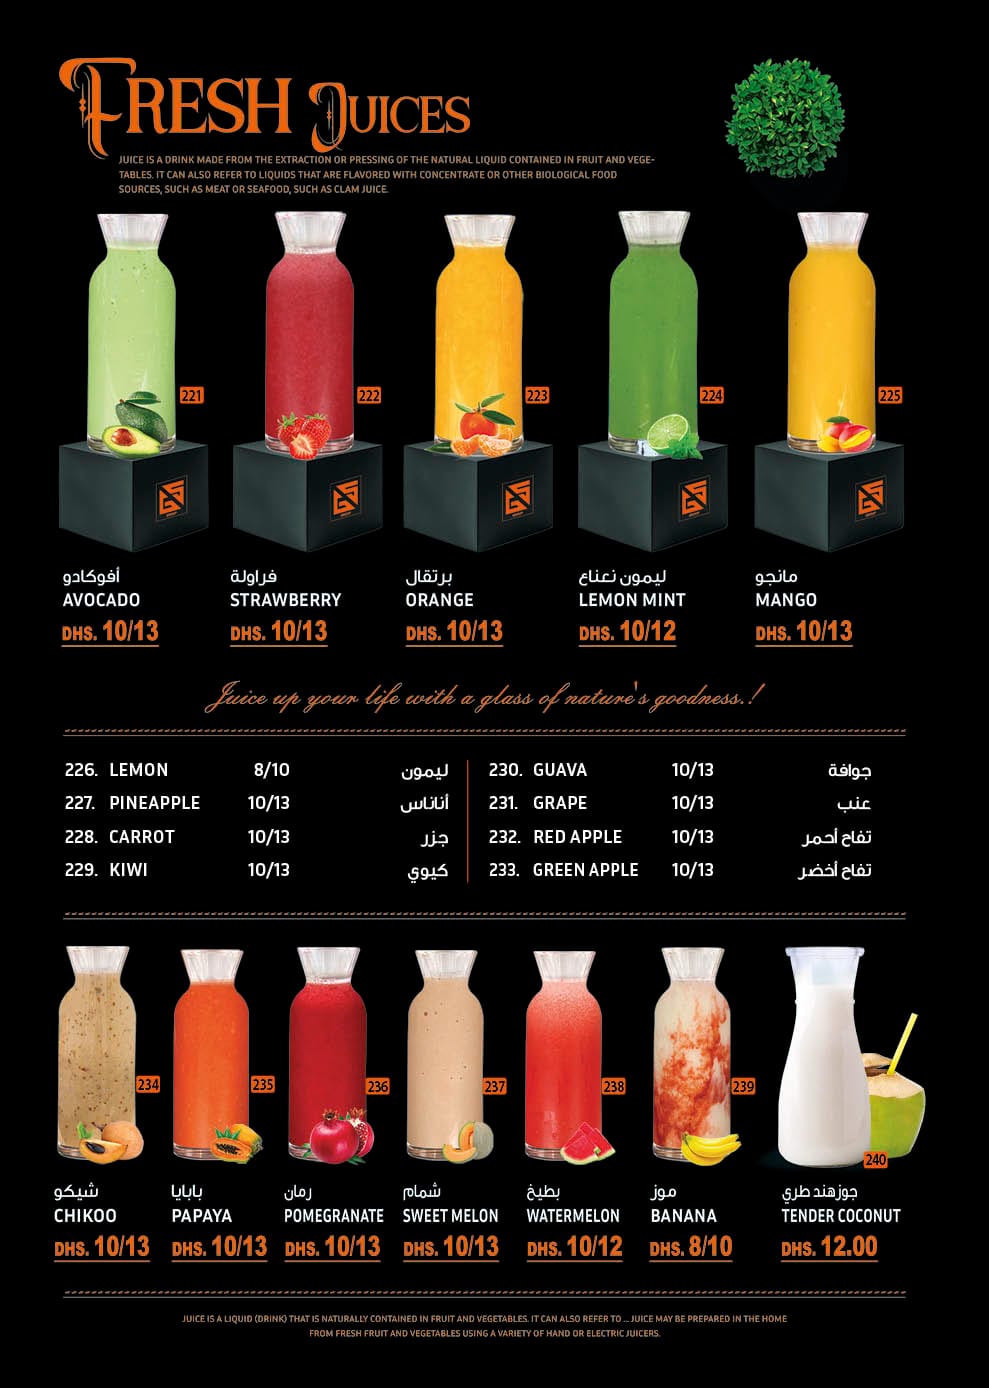 FRESH JUICES
JUICE IS A DRINK MADE FROM THE EXTRACTION OR PRESSING OF THE NATURAL LIQUID CONTAINED IN FRUIT AND VEGE-
TABLES. IT CAN ALSO REFER TO LIQUIDS THAT ARE FLAVORED WITH CONCENTRATE OR OTHER BIOLOGICAL FOOD
SOURCES, SUCH AS MEAT OR SEAFOOD, SUCH AS CLAM JUICE.
221
222
223
224
225
أفوكادو
AVOCADO
DHS. 10/13
فراولة
STRAWBERRY
DHS. 10/13
برتقال
ORANGE
DHS. 10/13
ليمون نعناع
LEMON MINT
DHS. 10/12
مانجو
MANGO
DHS. 10/13
Juice up your life with a glass of nature's goodness.!
226. LEMON 8/10 ليمون
227. PINEAPPLE 10/13 أناناس
228. CARROT 10/13 جزر
229. KIWI 10/13 كيوي
230. GUAVA 10/13 جوافة
231. GRAPE 10/13 عنب
232. RED APPLE 10/13 تفاح أحمر
233. GREEN APPLE 10/13 تفاح أخضر
234
235
236
237
238
239
240
شيكو
CHIKOO
DHS. 10/13
بابايا
PAPAYA
DHS. 10/13
رمان
POMEGRANATE
DHS. 10/13
شمام
SWEET MELON
DHS. 10/13
بطيخ
WATERMELON
DHS. 10/12
موز
BANANA
DHS. 8/10
جوزهند طري
TENDER COCONUT
DHS. 12.00
JUICE IS A LIQUID (DRINK) THAT IS NATURALLY CONTAINED IN FRUIT AND VEGETABLES. IT CAN ALSO REFER TO ... JUICE MAY BE PREPARED IN THE HOME
FROM FRESH FRUIT AND VEGETABLES USING A VARIETY OF HAND OR ELECTRIC JUICERS.